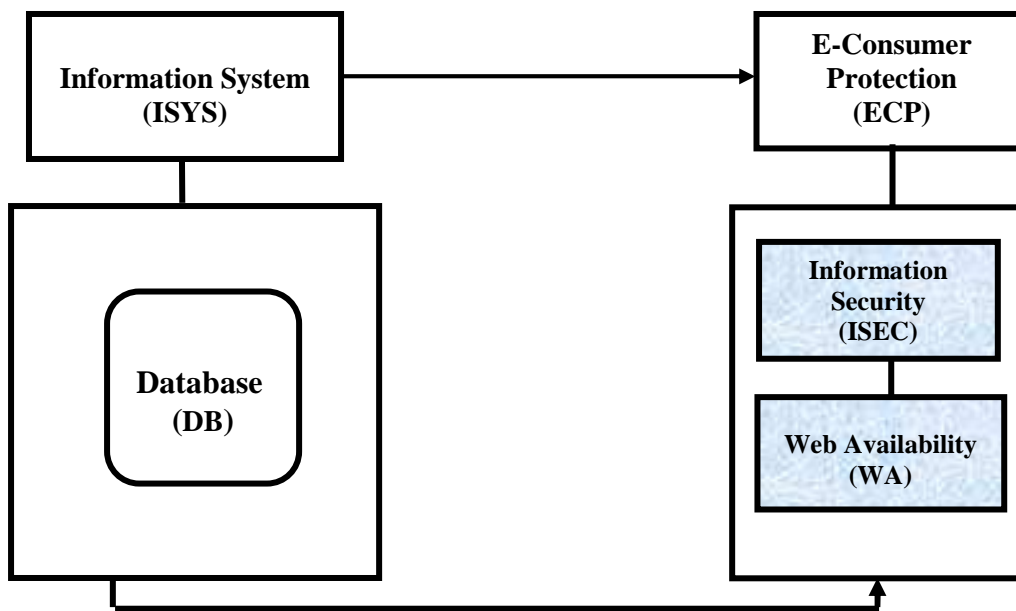 Information System
(ISYS)
E-Consumer
Protection
(ECP)
Database
(DB)
Information
Security
(ISEC)
Web Availability
(WA)